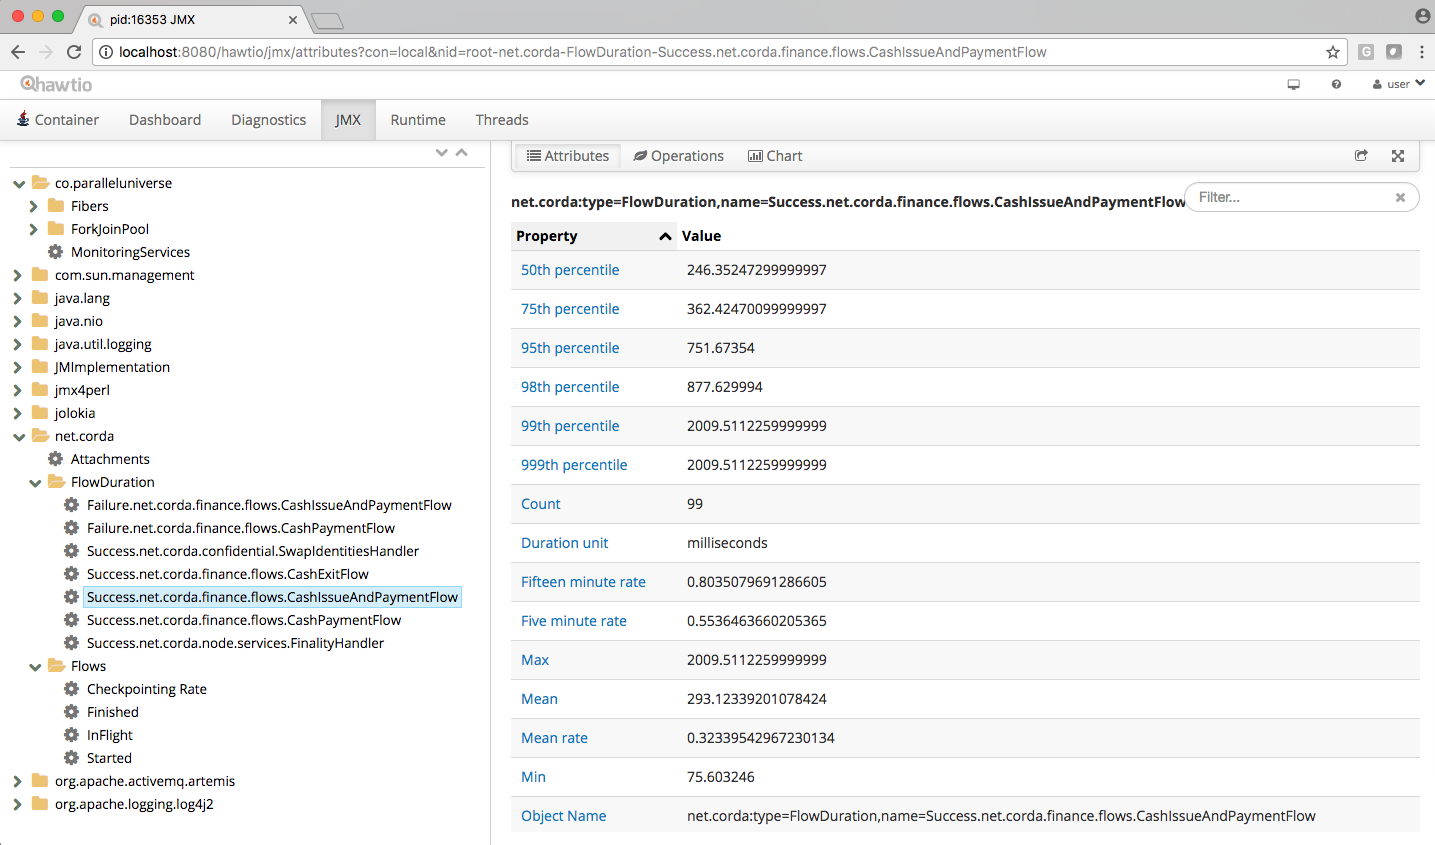 pid:16353 JMX
localhost:8080/hawtio/jmx/attributes?con=local&nid=root-net.corda-FlowDuration-Success.net.corda.finance.flows.CashIssueAndPaymentFlow
hawtio
user
Container Dashboard Diagnostics JMX Runtime Threads
co.paralleluniverse
Fibers
ForkJoinPool
MonitoringServices
com.sun.management
java.lang
java.nio
java.util.logging
JMImplementation
jmx4perl
jolokia
net.corda
Attachments
FlowDuration
Failure.net.corda.finance.flows.CashIssueAndPaymentFlow
Failure.net.corda.finance.flows.CashPaymentFlow
Success.net.corda.confidential.SwapIdentitiesHandler
Success.net.corda.finance.flows.CashExitFlow
Success.net.corda.finance.flows.CashIssueAndPaymentFlow
Success.net.corda.finance.flows.CashPaymentFlow
Success.net.corda.node.services.FinalityHandler
Flows
Checkpointing Rate
Finished
InFlight
Started
org.apache.activemq.artemis
org.apache.logging.log4j2
Attributes Operations Chart
net.corda:type=FlowDuration,name=Success.net.corda.finance.flows.CashIssueAndPaymentFlow
Filter...
Property Value
50th percentile 246.35247299999997
75th percentile 362.42470099999997
95th percentile 751.67354
98th percentile 877.629994
99th percentile 2009.5112259999999
999th percentile 2009.5112259999999
Count 99
Duration unit milliseconds
Fifteen minute rate 0.8035079691286605
Five minute rate 0.5536463660205365
Max 2009.5112259999999
Mean 293.12339201078424
Mean rate 0.32339542967230134
Min 75.603246
Object Name net.corda:type=FlowDuration,name=Success.net.corda.finance.flows.CashIssueAndPaymentFlow